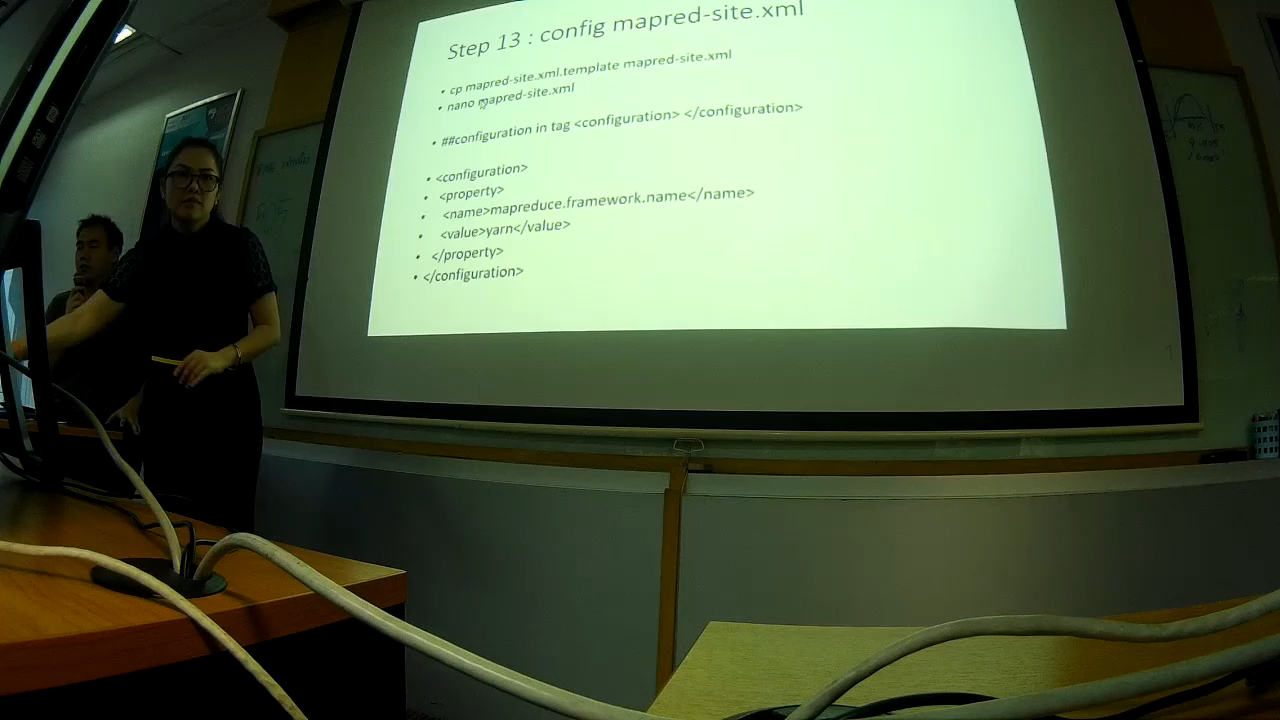 Step 13 : config mapred-site.xml
• cp mapred-site.xml.template mapred-site.xml
• nano mapred-site.xml
• ##configuration in tag <configuration> </configuration>
• <configuration>
• <property>
• <name>mapreduce.framework.name</name>
• <value>yarn</value>
• </property>
• </configuration>